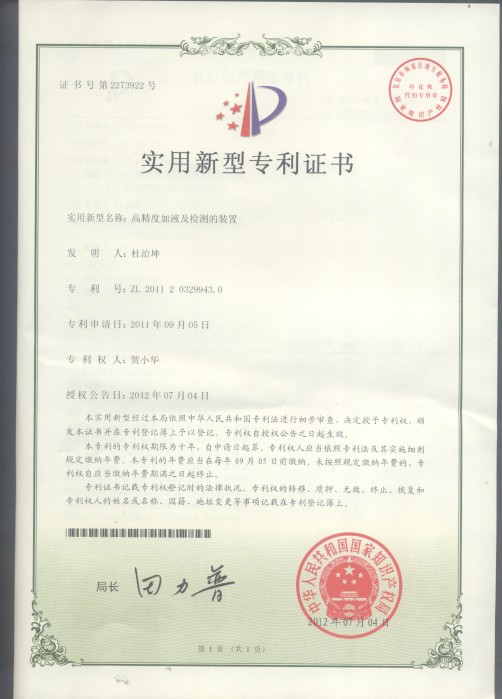 证书号第2273922号
印花税
代扣专用章
国家知识产权局
实用新型专利证书
实用新型名称：高精度加液及检测的装置
发 明 人：杜治坤
专 利 号：ZL 2011 2 0329943.0
专利申请日：2011年09月05日
专 利 权 人：贺小华
授权公告日：2012年07月04日
本实用新型经过本局依照中华人民共和国专利法进行初步审查，决定授予专利权，颁
发本证书并在专利登记簿上予以登记。专利权自授权公告之日起生效。
本专利的专利权期限为十年，自申请日起算。专利权人应当依照专利法及其实施细则
规定缴纳年费。本专利的年费应当在每年09月05日前缴纳。未按照规定缴纳年费的，专
利权自应当缴纳年费期满之日起终止。
专利证书记载专利权登记时的法律状况。专利权的转移、质押、无效、终止、恢复和
专利权人的姓名或名称、国籍、地址变更等事项记载在专利登记簿上。
局长 田力普
中华人民共和国国家知识产权局
2012年07月04日
第1页（共1页）